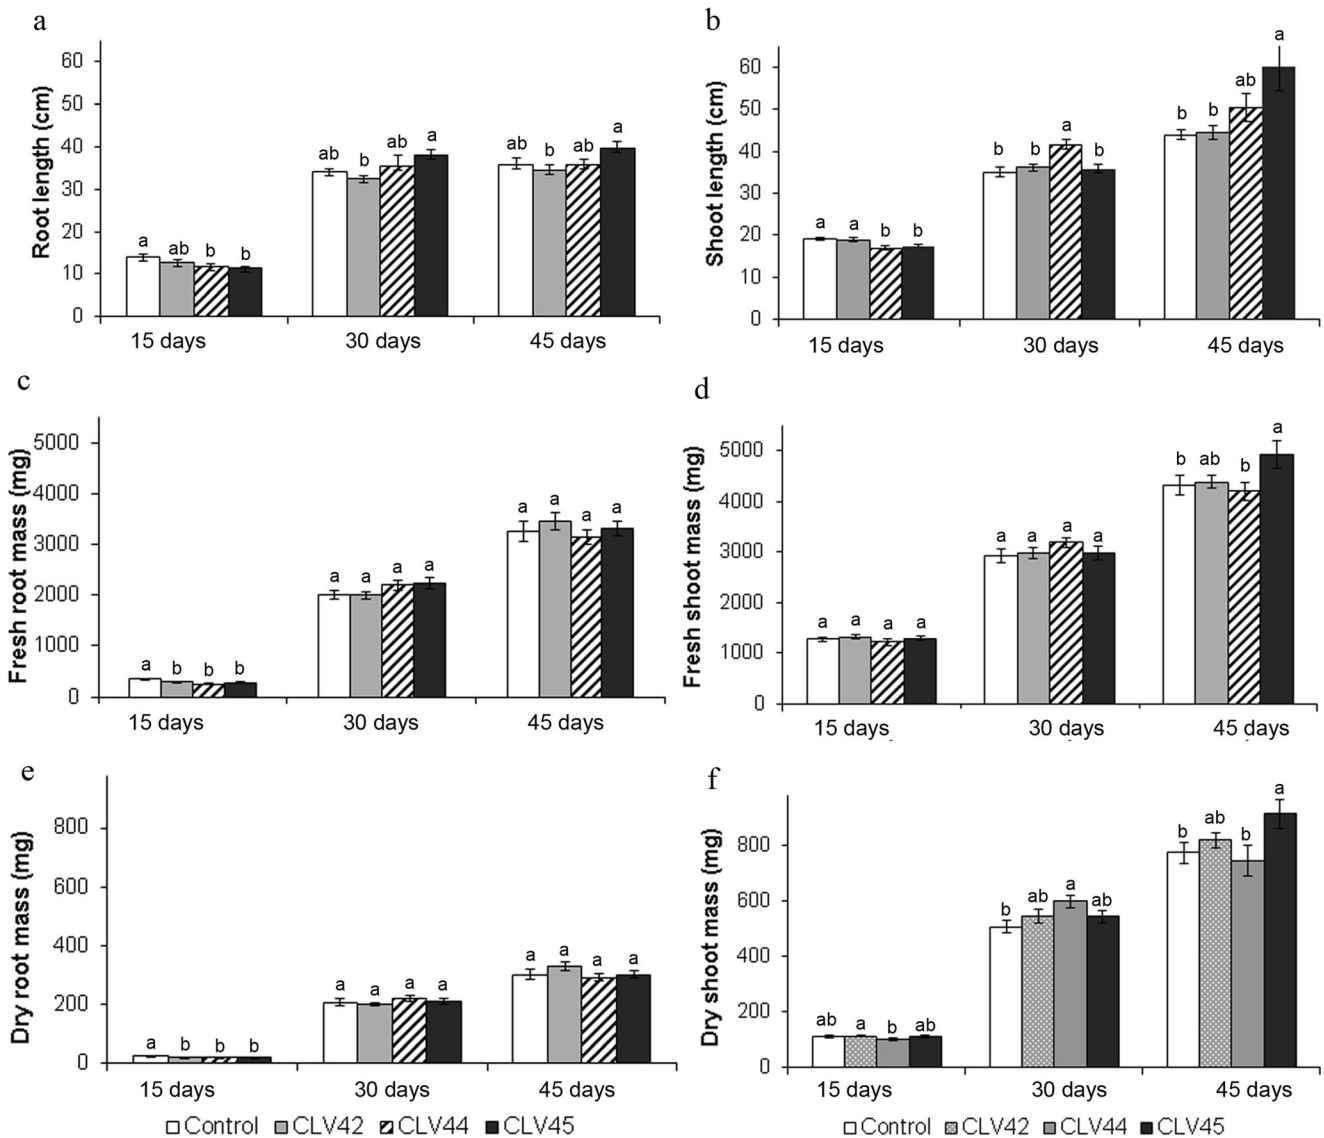 a
Root length (cm)
60
50
40
30
20
10
0
a ab b b
ab b ab a
ab b ab a
15 days 30 days 45 days
b
Shoot length (cm)
60
50
40
30
20
10
0
a a b b
b b a b
b b ab a
15 days 30 days 45 days
c
Fresh root mass (mg)
5000
4000
3000
2000
1000
0
a b b b
a a a a
a a a a
15 days 30 days 45 days
d
Fresh shoot mass (mg)
5000
4000
3000
2000
1000
0
a a a a
a a a a
b ab b a
15 days 30 days 45 days
e
Dry root mass (mg)
800
600
400
200
0
a b b b
a a a a
a a a a
15 days 30 days 45 days
Control CLV42 CLV44 CLV45
f
Dry shoot mass (mg)
800
600
400
200
0
ab a b ab
b ab a ab
b ab b a
15 days 30 days 45 days
Control CLV42 CLV44 CLV45